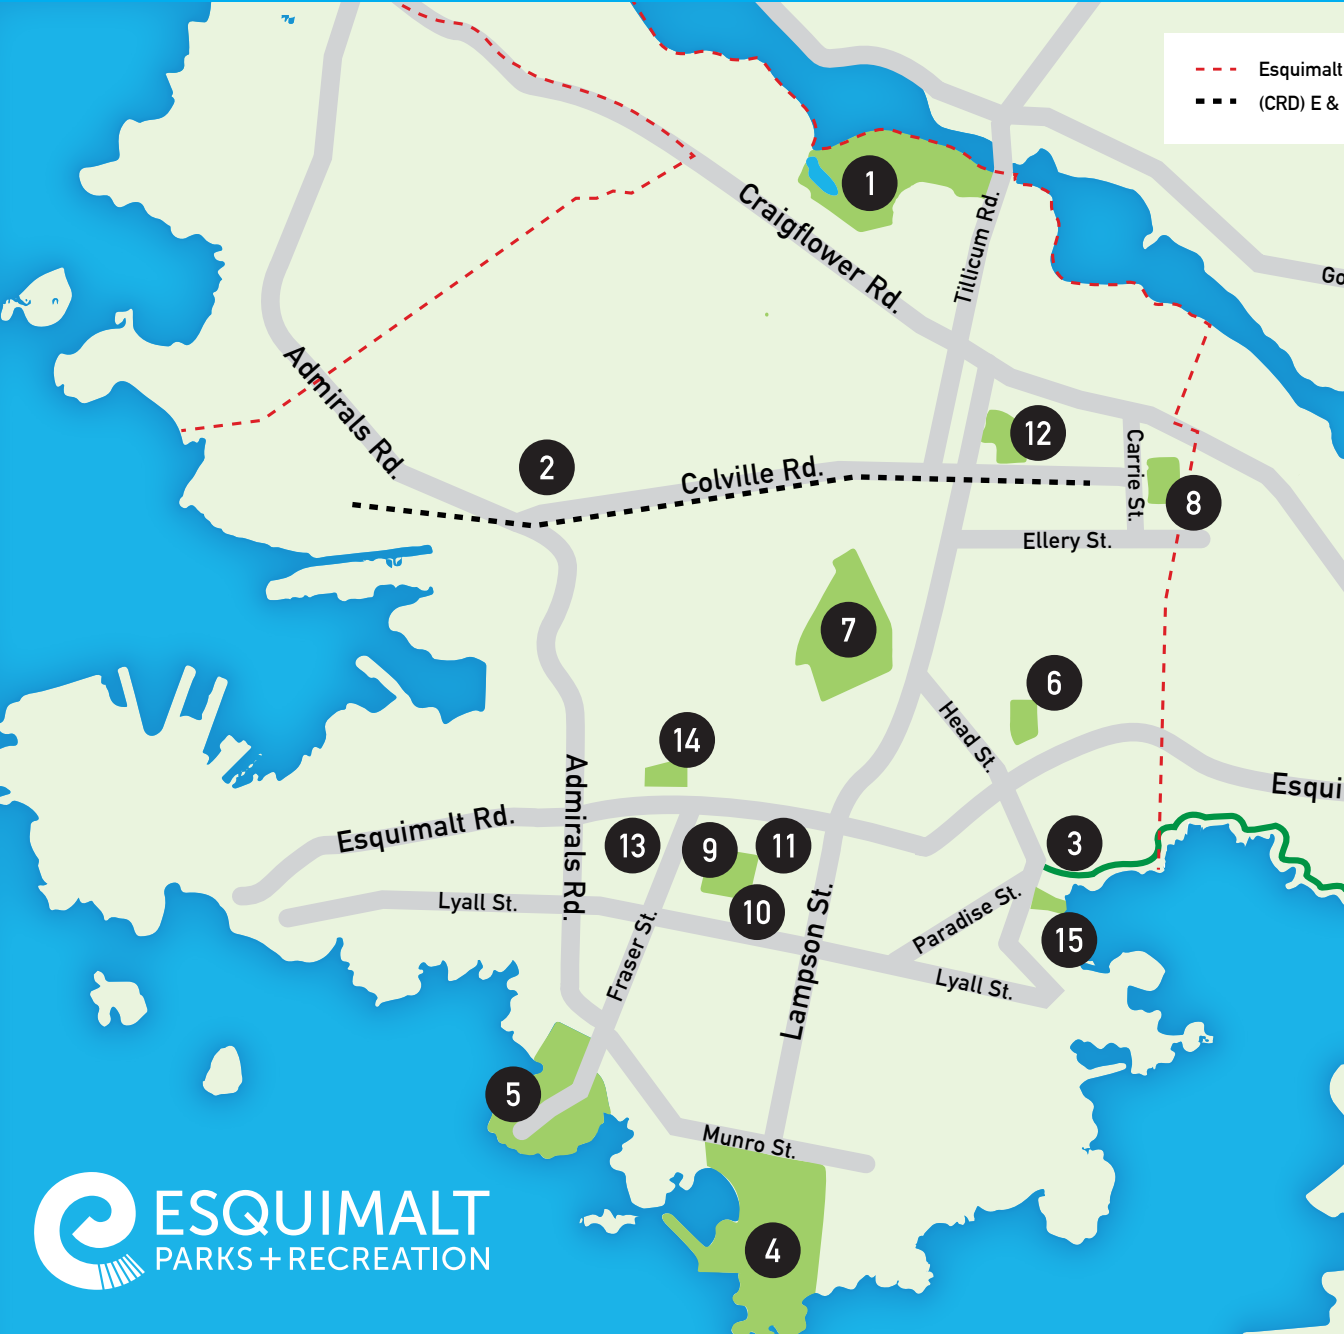 Esquimalt
(CRD) E &
1
Craigflower Rd.
Tillicum Rd.
Go
Admirals Rd.
2
Colville Rd.
12
Carrie St.
8
Ellery St.
7
6
Head St.
14
Admirals Rd.
Esquimalt Rd.
Esqui
13
9
11
3
Lyall St.
10
Fraser St.
Lampson St.
Paradise St.
15
Lyall St.
5
Munro St.
4
ESQUIMALT
PARKS+RECREATION